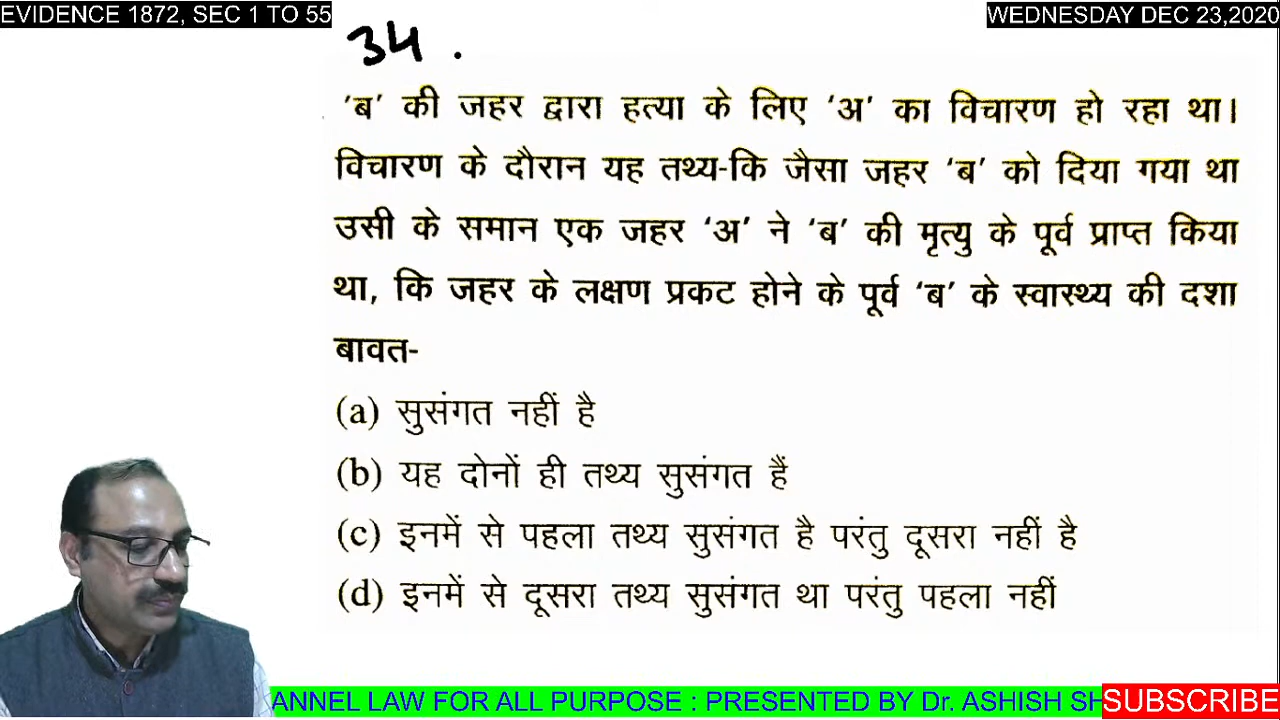 EVIDENCE 1872, SEC 1 TO 55
WEDNESDAY DEC 23,2020
34.
'ब' की जहर द्वारा हत्या के लिए 'अ' का विचारण हो रहा था।
विचारण के दौरान यह तथ्य-कि जैसा जहर 'ब' को दिया गया था
उसी के समान एक जहर 'अ' ने 'ब' की मृत्यु के पूर्व प्राप्त किया
था, कि जहर के लक्षण प्रकट होने के पूर्व 'ब' के स्वास्थ्य की दशा
बावत-
(a) सुसंगत नहीं है
(b) यह दोनों ही तथ्य सुसंगत हैं
(c) इनमें से पहला तथ्य सुसंगत है परंतु दूसरा नहीं है
(d) इनमें से दूसरा तथ्य सुसंगत था परंतु पहला नहीं
ANNEL LAW FOR ALL PURPOSE : PRESENTED BY Dr. ASHISH SH
SUBSCRIBE